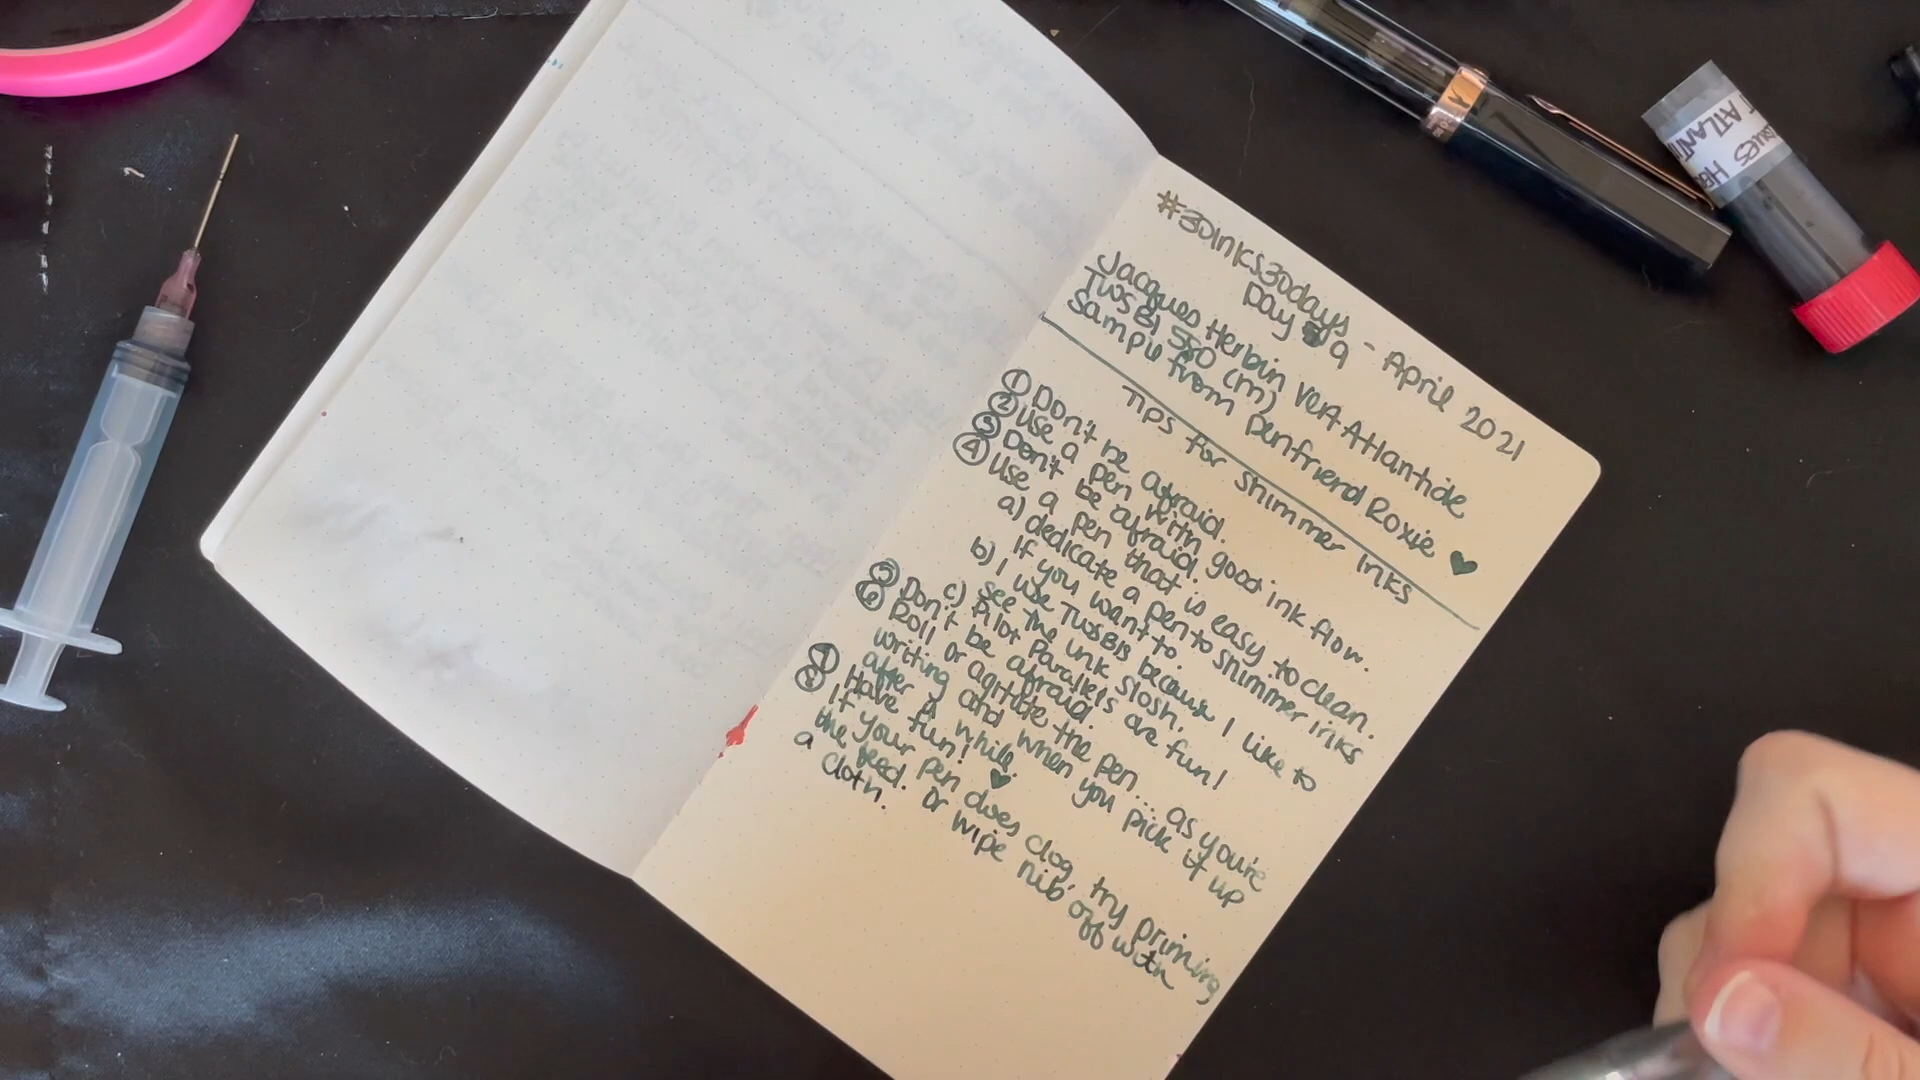 #30inks30days - April 2021
Day 9
Jacques Herbin Vert Atlantide
TWSBI 580 (m)
Sample from penfriend Roxie ♥
Tips for Shimmer Inks
① Don't be afraid.
② Use a pen with good ink flow.
③ Don't be afraid.
④ Use a pen that is easy to clean.
a) dedicate a pen to shimmer inks
if you want to.
b) I use TWSBIs because I like to
see the ink slosh.
c) Pilot Parallels are fun!
⑤ Don't be afraid.
⑥ Roll or agitate the pen... as you're
writing and when you pick it up
after a while.
⑦ Have fun! ♥
⑧ If your pen does clog, try priming
the feed. Or wipe nib off with
a cloth.
ATLANTI